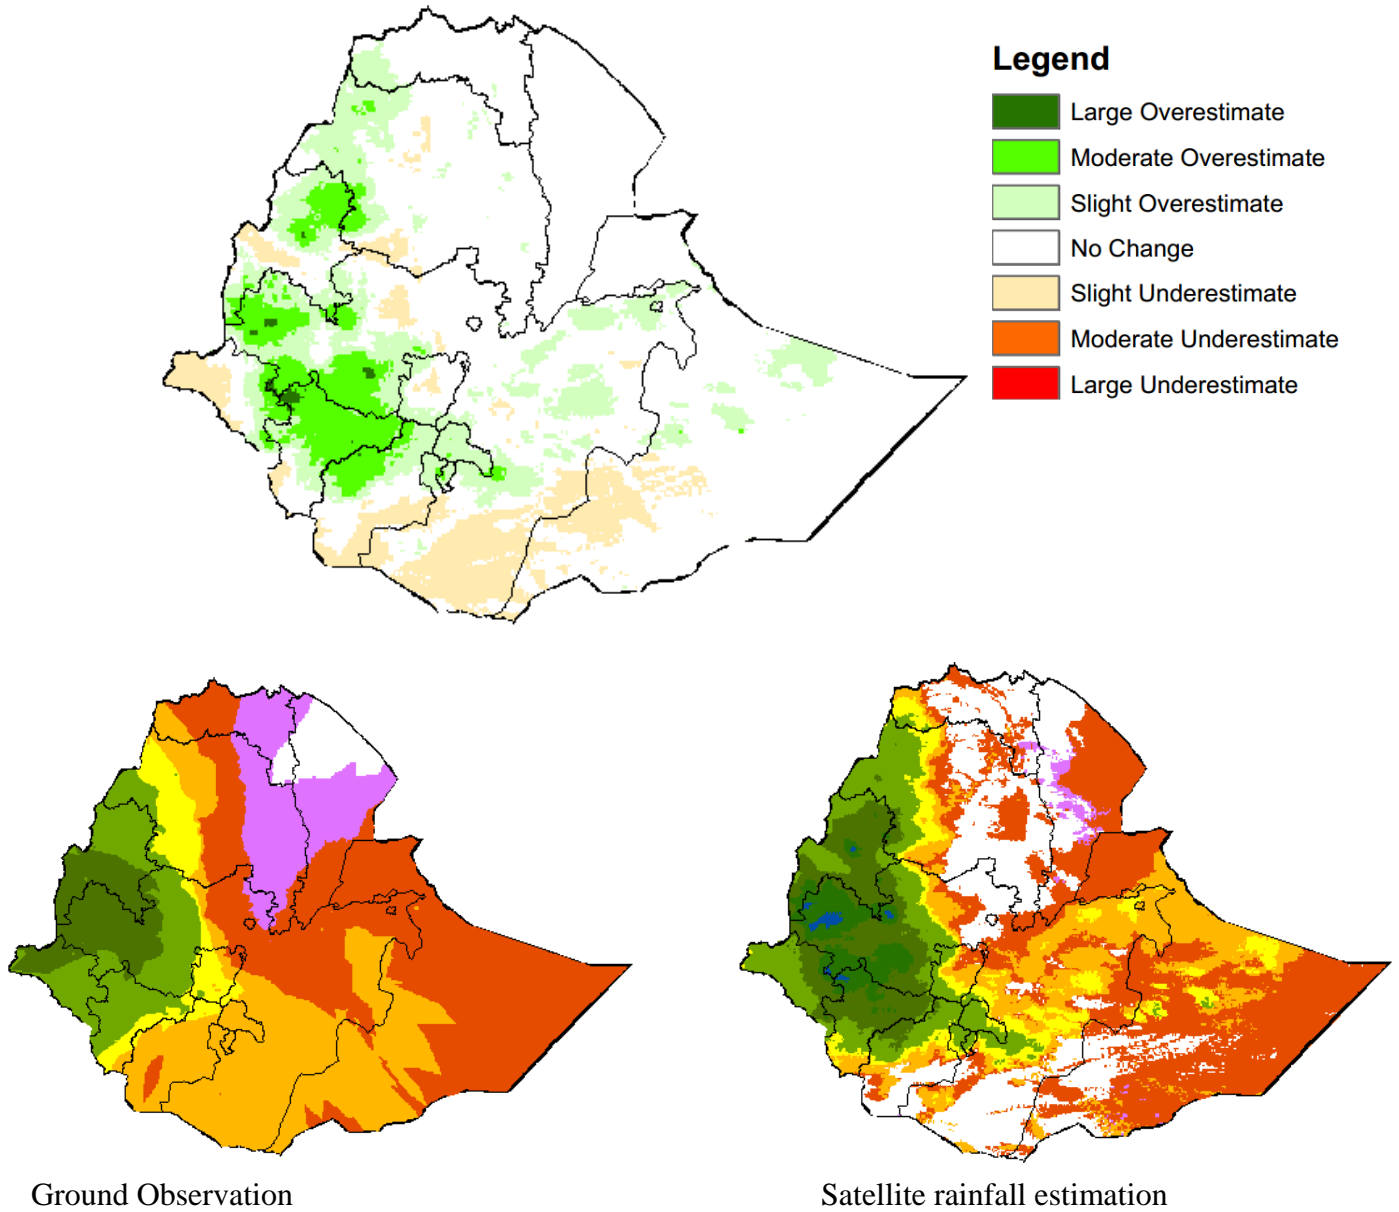 Legend
Large Overestimate
Moderate Overestimate
Slight Overestimate
No Change
Slight Underestimate
Moderate Underestimate
Large Underestimate
Ground Observation
Satellite rainfall estimation